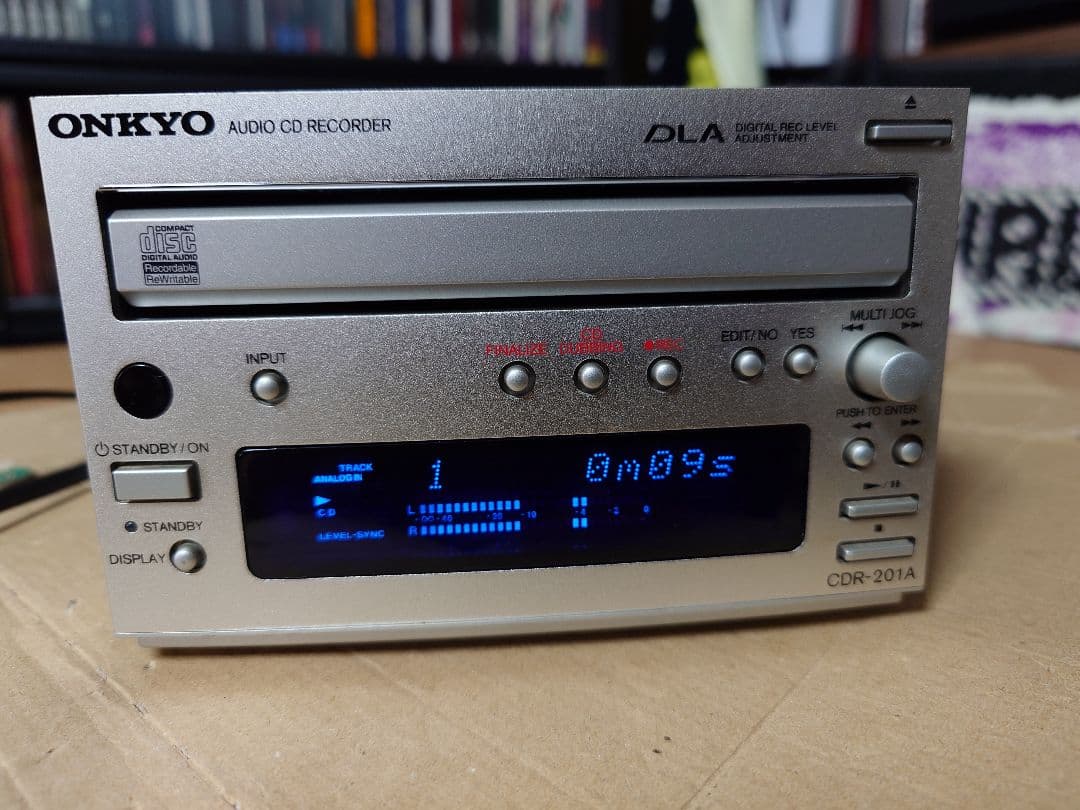 ONKYO AUDIO CD RECORDER
DLA DIGITAL REC LEVEL
ADJUSTMENT
COMPACT
disc
DIGITAL AUDIO
Recordable
ReWritable
MULTI JOG
INPUT
FINALIZE
CD
DUBBING
REC
EDIT/NO
YES
PUSH TO ENTER
STANDBY/ON
STANDBY
DISPLAY
TRACK
ANALOG IN
1
0m09s
CD
LEVEL-SYNC
L
R
CDR-201A